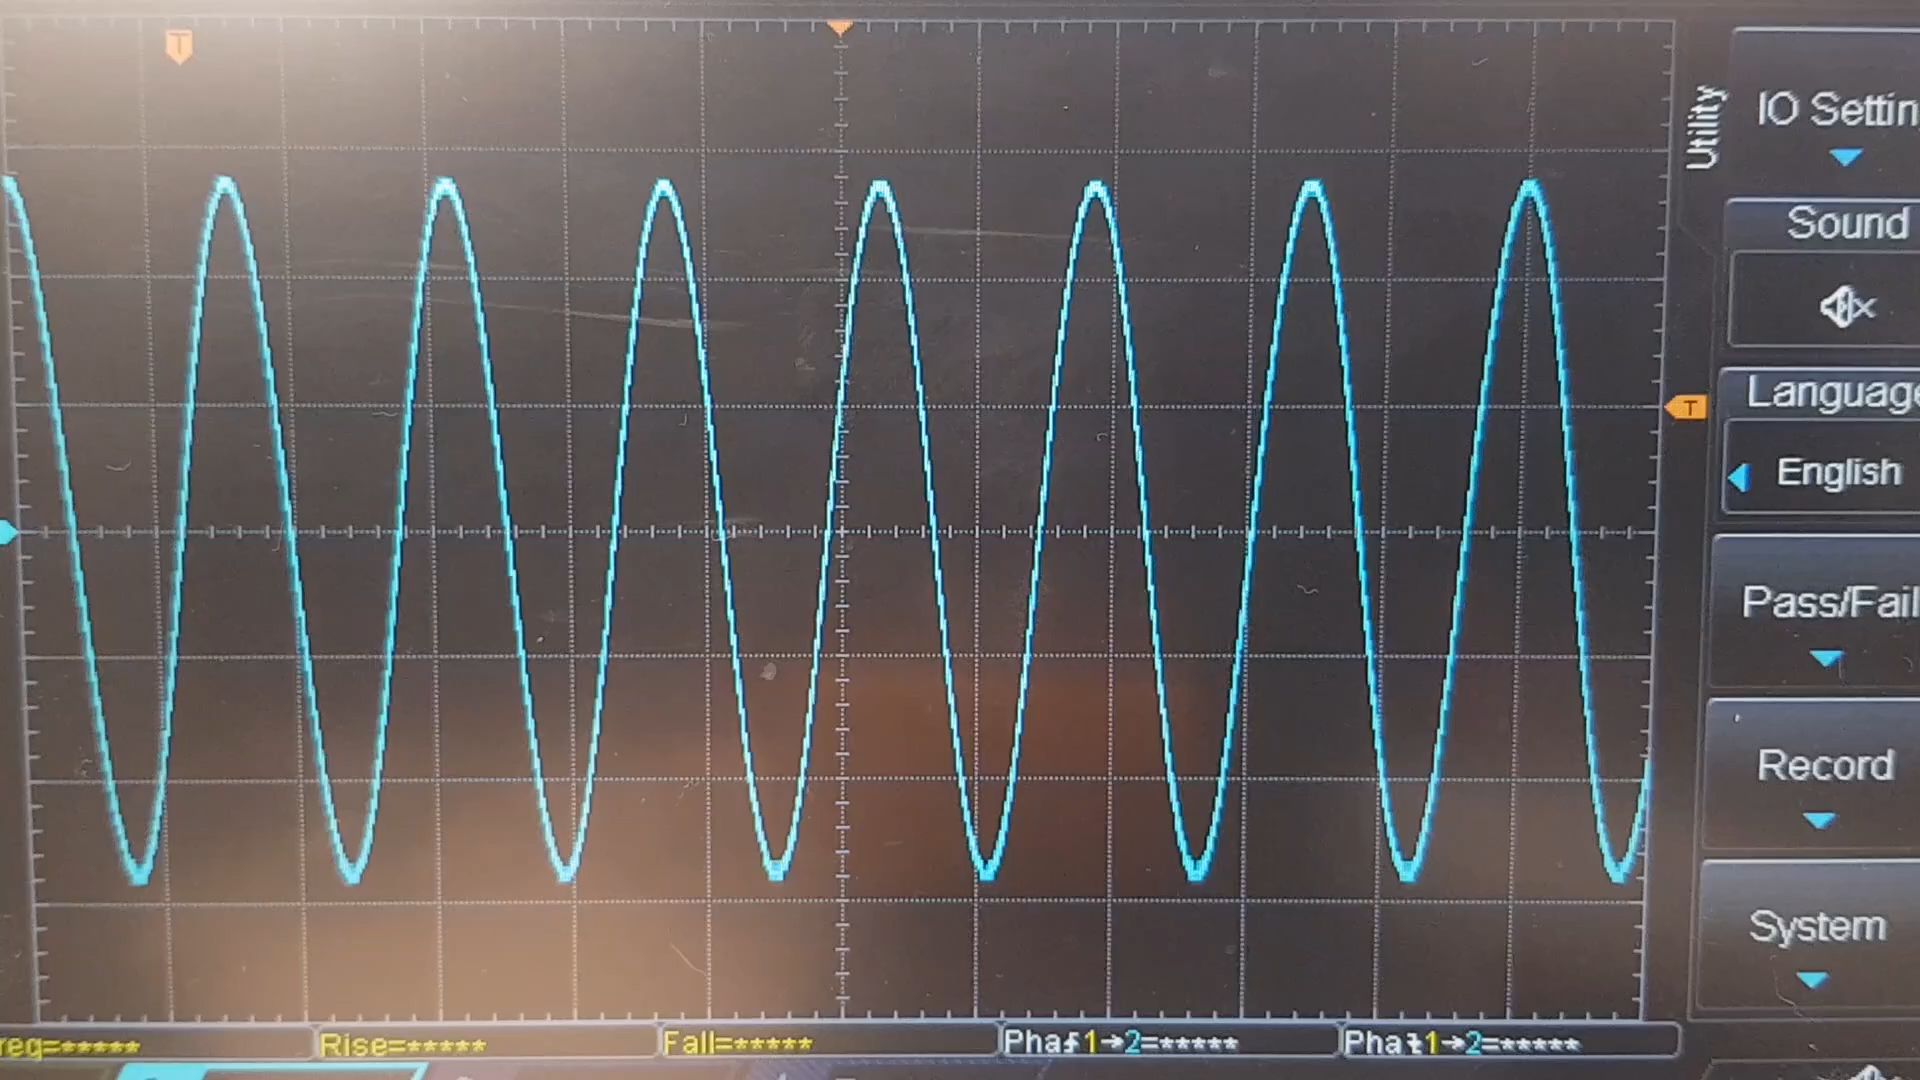 T
Utility
IO Settin
Sound
T
Language
English
Pass/Fail
Record
System
req=*****
Rise=*****
Fall=*****
Pha 1→2=*****
Pha 1→2=*****